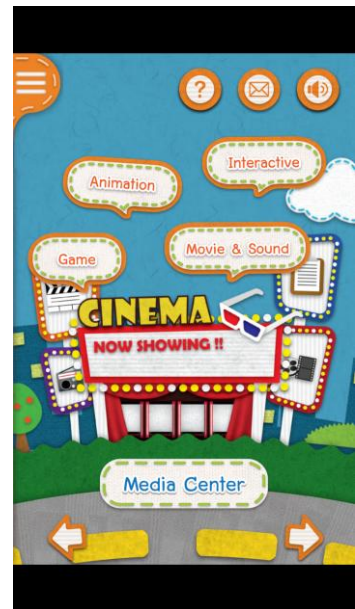 ?
Interactive
Animation
Movie & Sound
Game
CINEMA
NOW SHOWING !!
Media Center